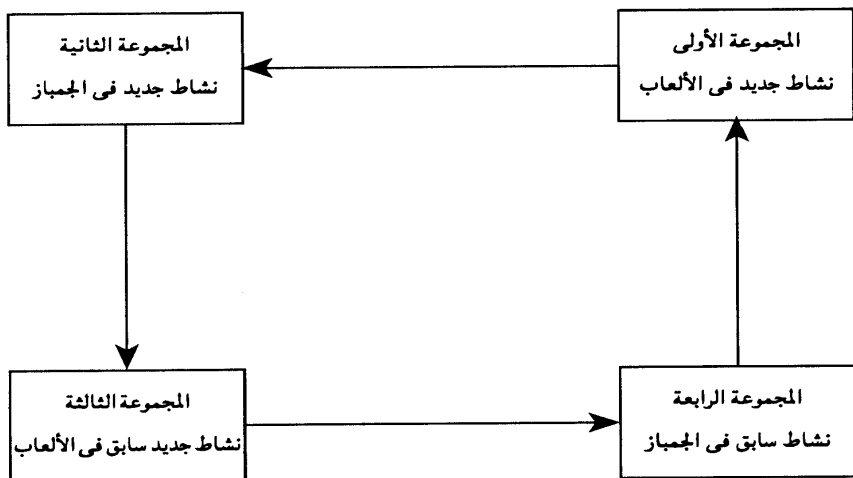 المجموعة الأولى
نشاط جديد فى الألعاب
المجموعة الثانية
نشاط جديد فى الجمباز
المجموعة الثالثة
نشاط جديد سابق فى الألعاب
المجموعة الرابعة
نشاط سابق فى الجمباز